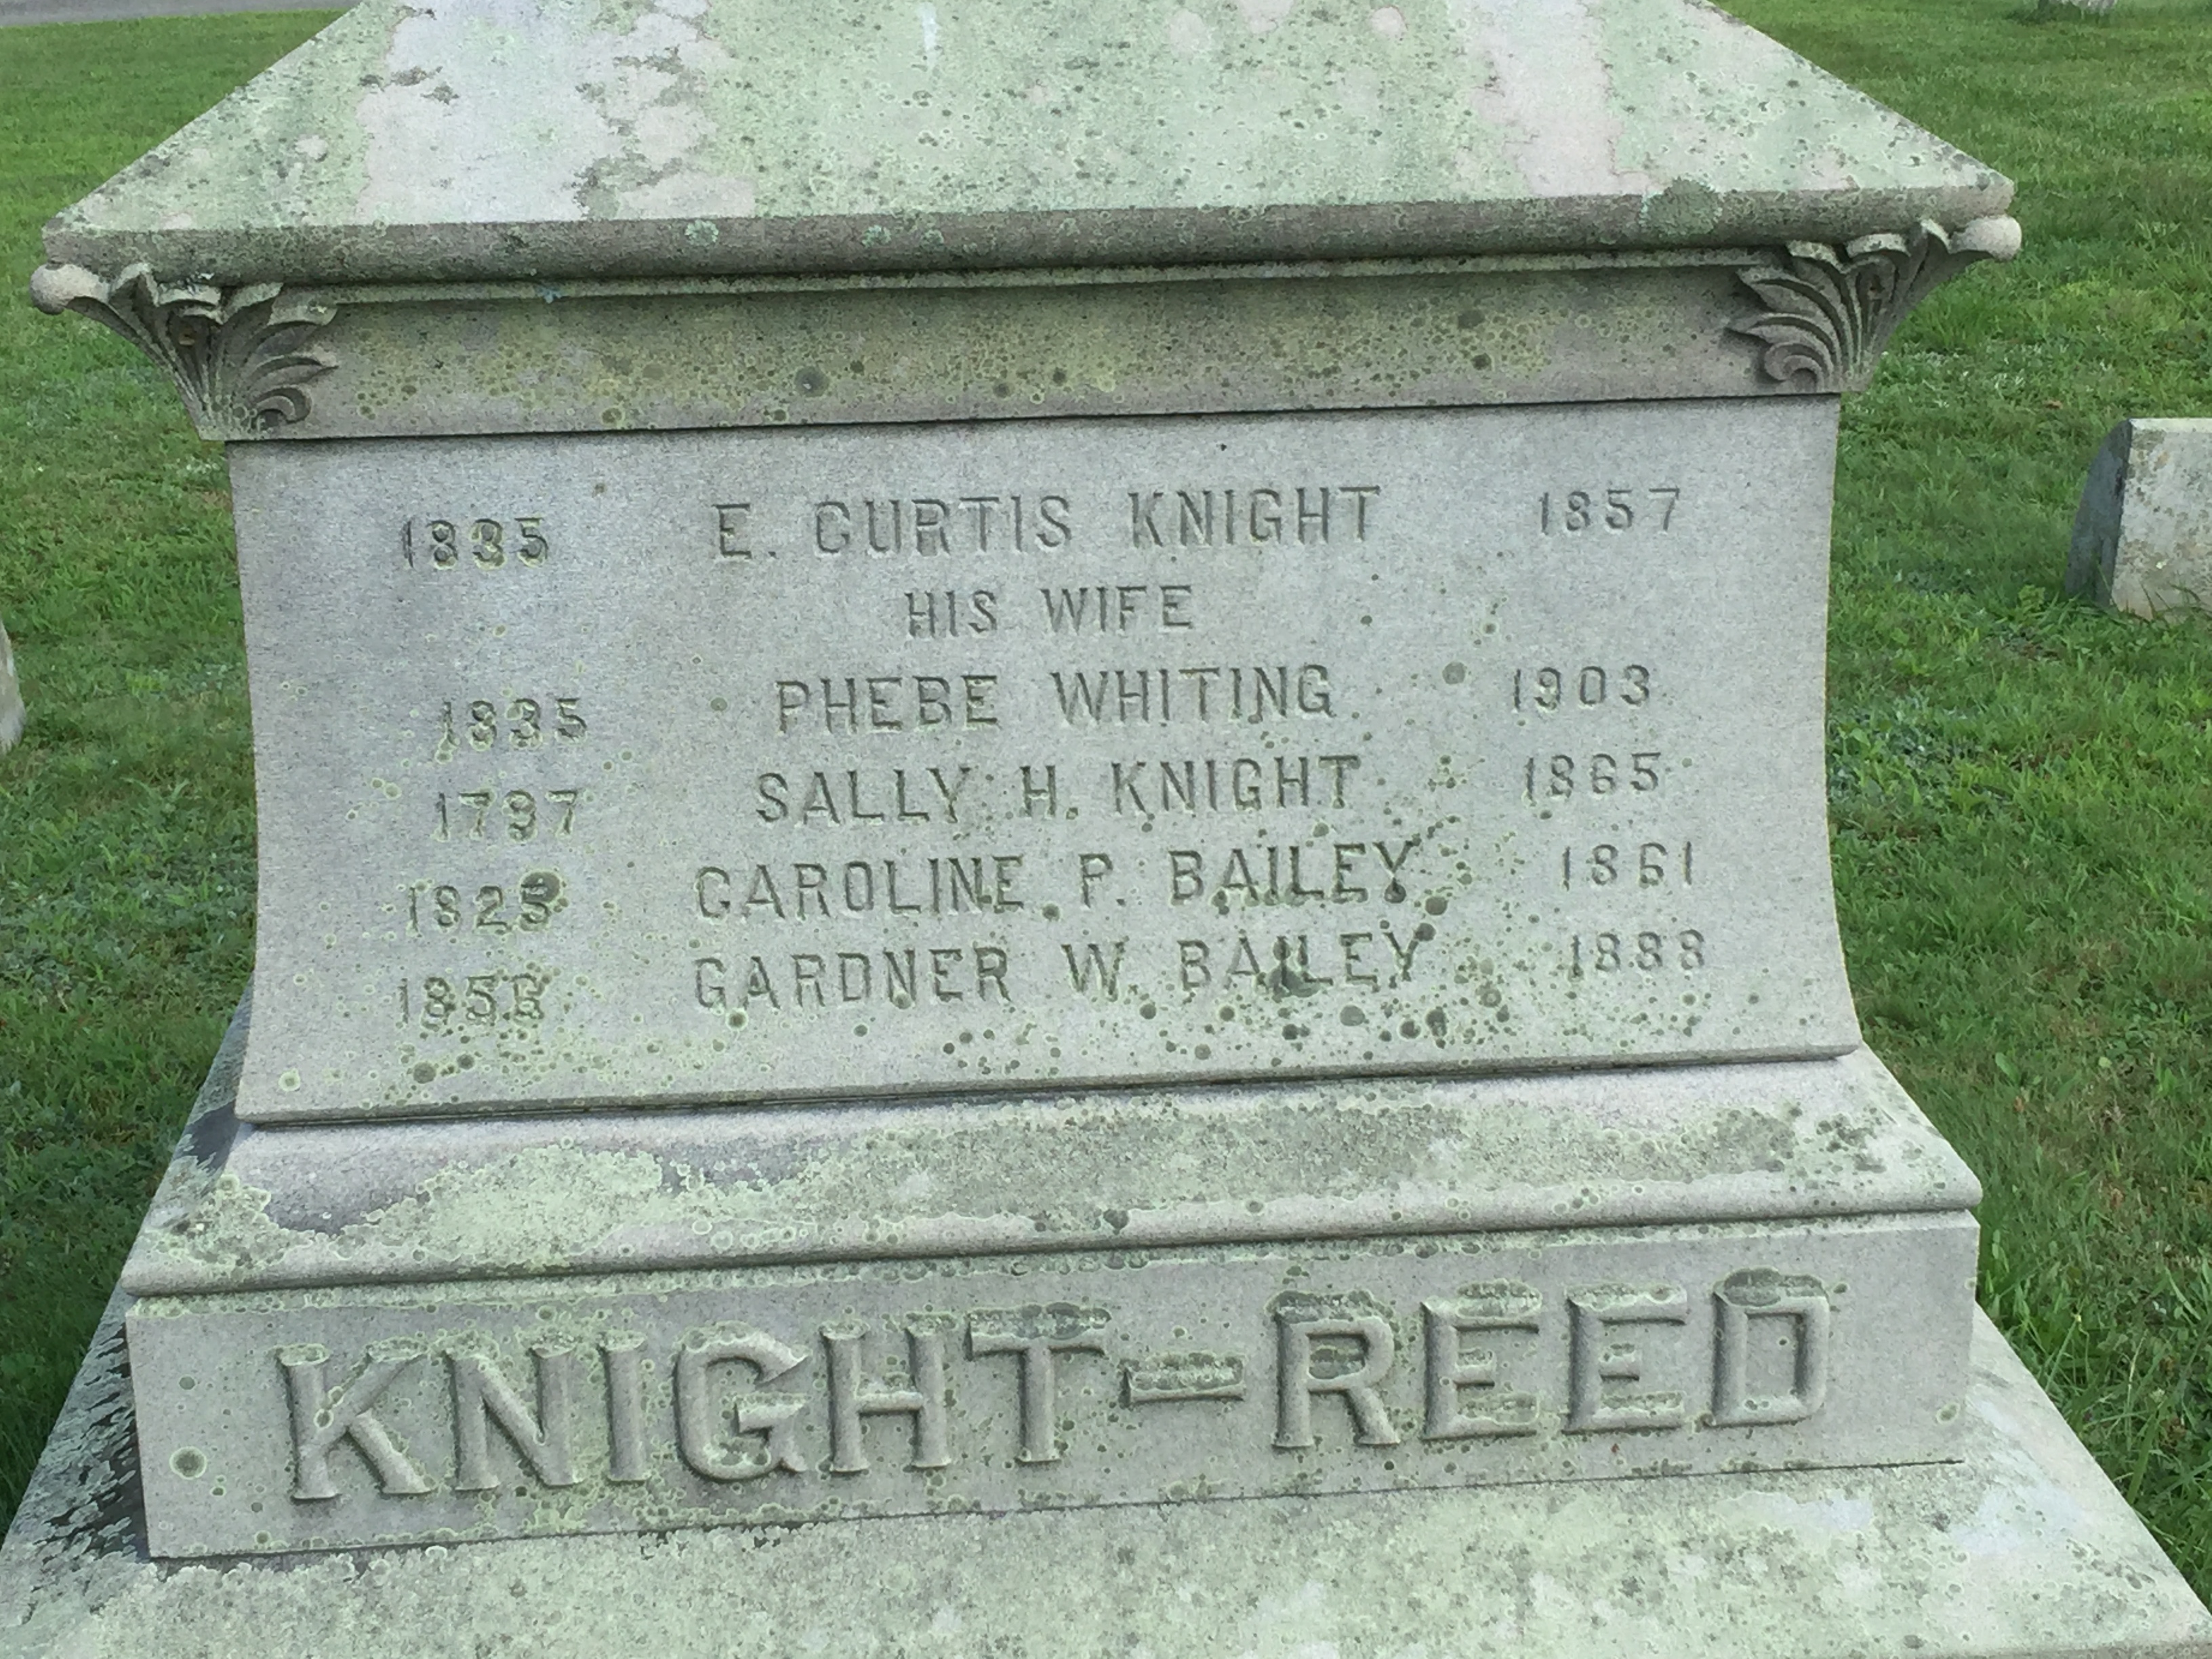 1835 E. CURTIS KNIGHT 1857
HIS WIFE
1835 PHEBE WHITING 1903
1797 SALLY H. KNIGHT 1865
1825 CAROLINE P. BAILEY 1861
GARDNER W. BAILEY 1888
KNIGHT-REED